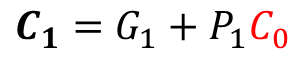 C₁ = G₁ + P₁C₀